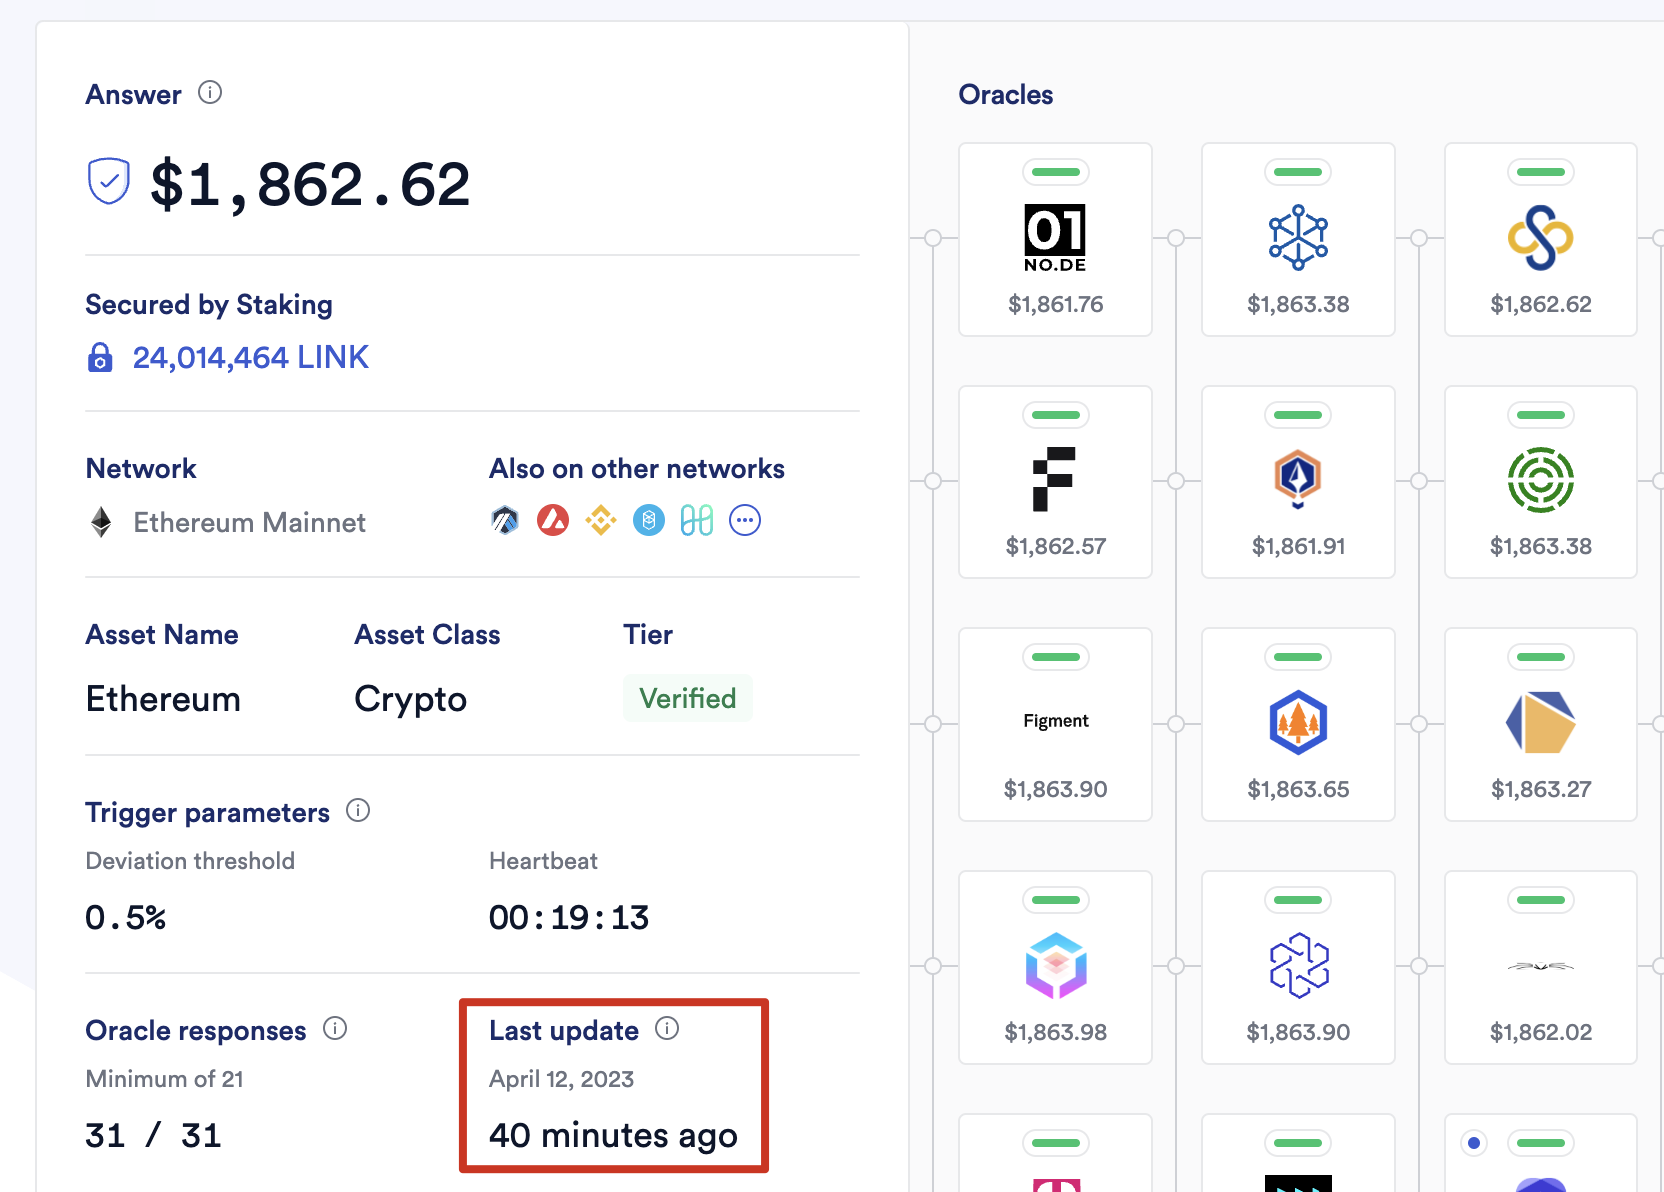 Answer
$1,862.62
Secured by Staking
24,014,464 LINK
Network
Also on other networks
Ethereum Mainnet
Asset Name
Asset Class
Tier
Ethereum
Crypto
Verified
Trigger parameters
Deviation threshold
Heartbeat
0.5%
00:19:13
Oracle responses
Last update
Minimum of 21
April 12, 2023
31 / 31
40 minutes ago
Oracles
01
NO.DE
$1,861.76
$1,863.38
$1,862.62
F
$1,862.57
$1,861.91
$1,863.38
Figment
$1,863.90
$1,863.65
$1,863.27
$1,863.98
$1,863.90
$1,862.02